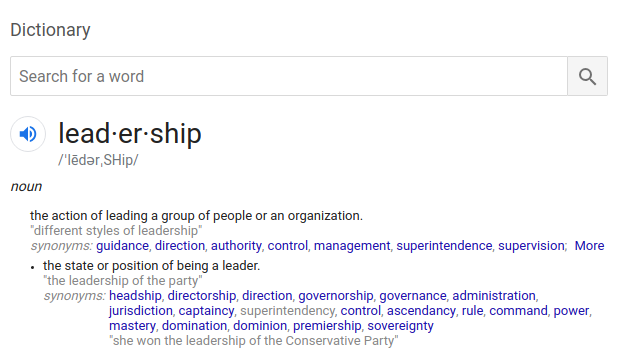 Dictionary
Search for a word
lead·er·ship
/ˈlēdərˌSHip/
noun
the action of leading a group of people or an organization.
"different styles of leadership"
synonyms: guidance, direction, authority, control, management, superintendence, supervision; More
• the state or position of being a leader.
"the leadership of the party"
synonyms: headship, directorship, direction, governorship, governance, administration,
jurisdiction, captaincy, superintendency, control, ascendancy, rule, command, power,
mastery, domination, dominion, premiership, sovereignty
"she won the leadership of the Conservative Party"